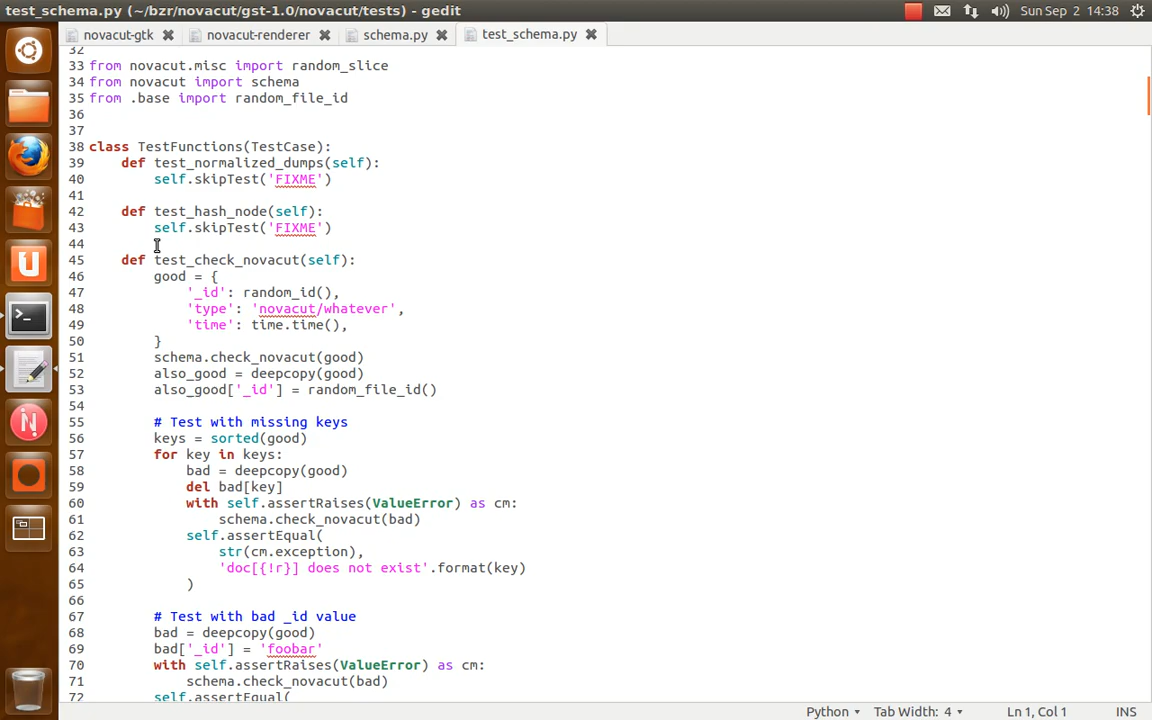 test_schema.py (~/bzr/novacut/gst-1.0/novacut/tests) - gedit
Sun Sep 2 14:38
novacut-gtk
novacut-renderer
schema.py
test_schema.py
32
33 from novacut.misc import random_slice
34 from novacut import schema
35 from .base import random_file_id
36
37
38 class TestFunctions(TestCase):
39     def test_normalized_dumps(self):
40         self.skipTest('FIXME')
41
42     def test_hash_node(self):
43         self.skipTest('FIXME')
44
45     def test_check_novacut(self):
46         good = {
47             '_id': random_id(),
48             'type': 'novacut/whatever',
49             'time': time.time(),
50         }
51         schema.check_novacut(good)
52         also_good = deepcopy(good)
53         also_good['_id'] = random_file_id()
54
55         # Test with missing keys
56         keys = sorted(good)
57         for key in keys:
58             bad = deepcopy(good)
59             del bad[key]
60             with self.assertRaises(ValueError) as cm:
61                 schema.check_novacut(bad)
62             self.assertEqual(
63                 str(cm.exception),
64                 'doc[{!r}] does not exist'.format(key)
65             )
66
67         # Test with bad _id value
68         bad = deepcopy(good)
69         bad['_id'] = 'foobar'
70         with self.assertRaises(ValueError) as cm:
71             schema.check_novacut(bad)
72         self.assertEqual(
Python
Tab Width: 4
Ln 1, Col 1
INS